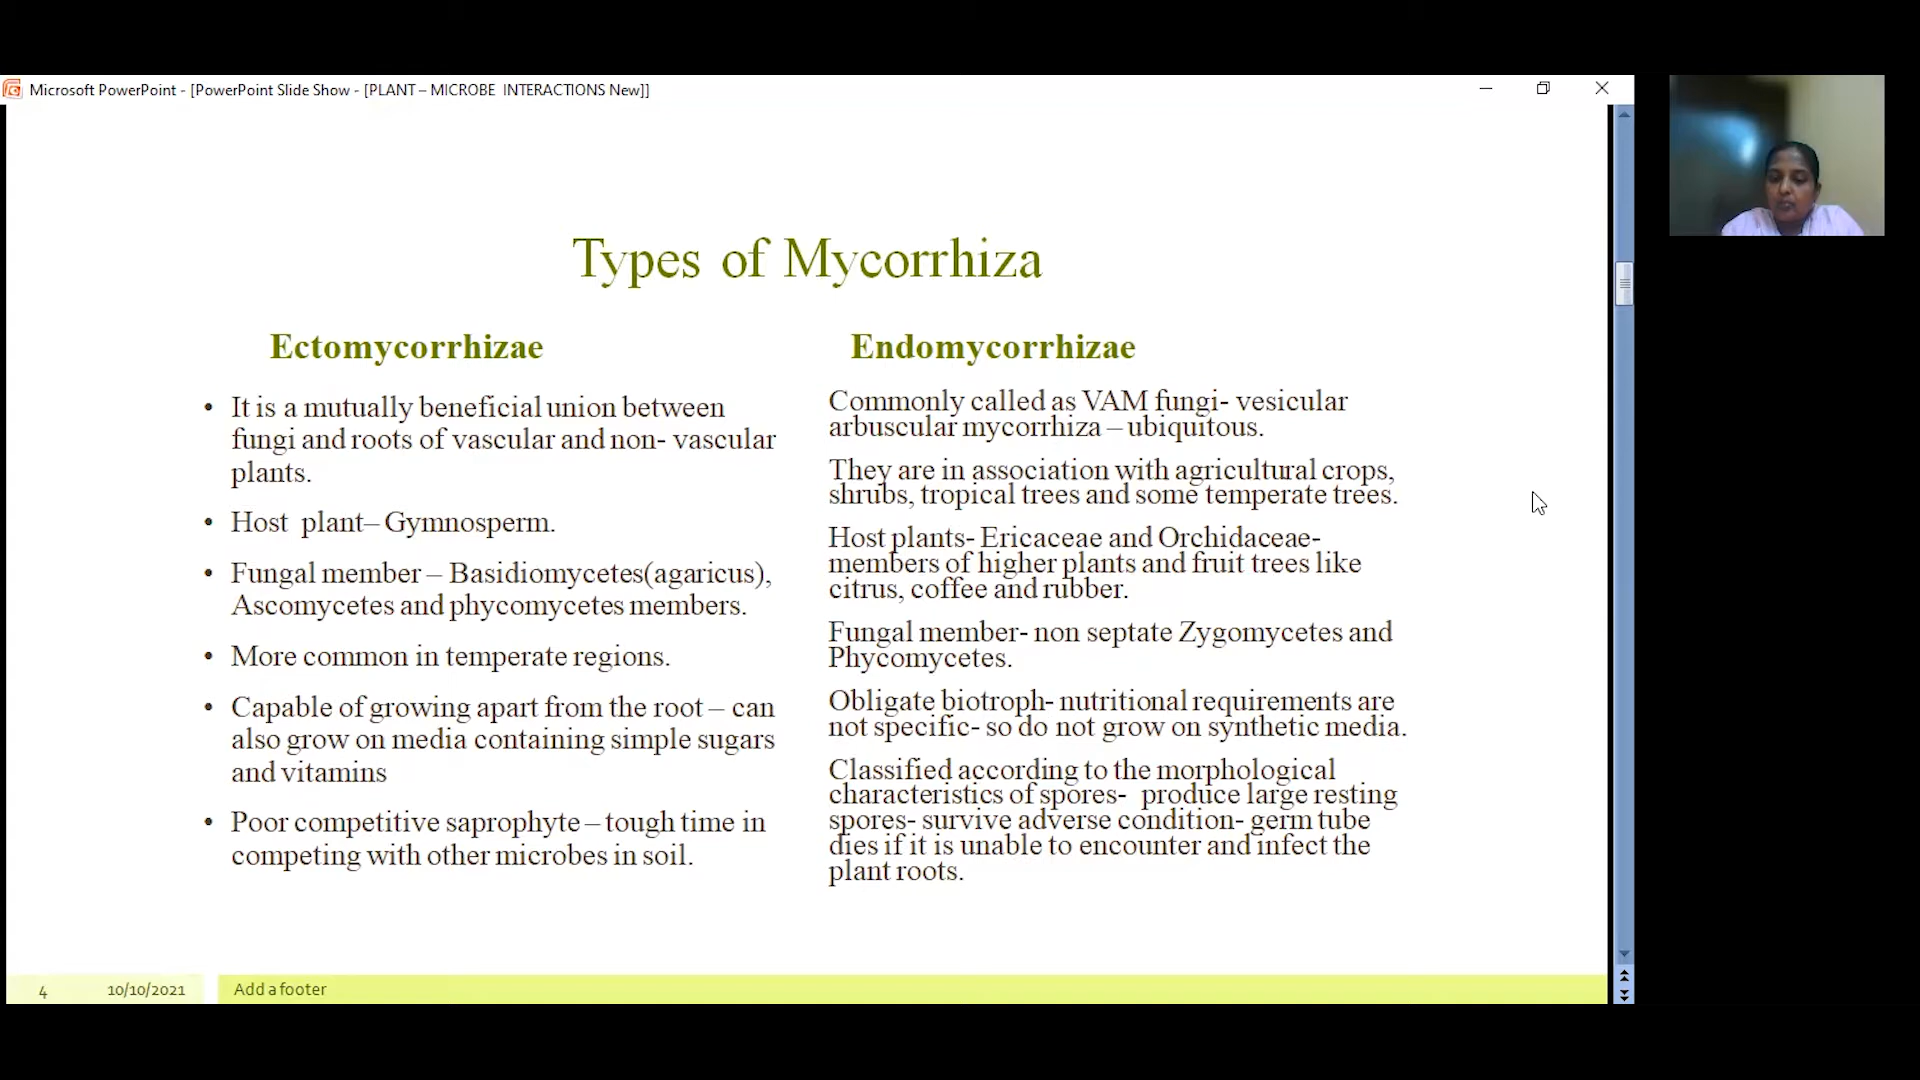 Microsoft PowerPoint - [PowerPoint Slide Show - [PLANT – MICROBE  INTERACTIONS New]]
Types of Mycorrhiza
Ectomycorrhizae
• It is a mutually beneficial union between
fungi and roots of vascular and non- vascular
plants.
• Host  plant– Gymnosperm.
• Fungal member – Basidiomycetes(agaricus),
Ascomycetes and phycomycetes members.
• More common in temperate regions.
• Capable of growing apart from the root – can
also grow on media containing simple sugars
and vitamins
• Poor competitive saprophyte – tough time in
competing with other microbes in soil.
Endomycorrhizae
Commonly called as VAM fungi- vesicular
arbuscular mycorrhiza – ubiquitous.
They are in association with agricultural crops,
shrubs, tropical trees and some temperate trees.
Host plants- Ericaceae and Orchidaceae-
members of higher plants and fruit trees like
citrus, coffee and rubber.
Fungal member- non septate Zygomycetes and
Phycomycetes.
Obligate biotroph- nutritional requirements are
not specific- so do not grow on synthetic media.
Classified according to the morphological
characteristics of spores-  produce large resting
spores- survive adverse condition- germ tube
dies if it is unable to encounter and infect the
plant roots.
4 10/10/2021 Add a footer